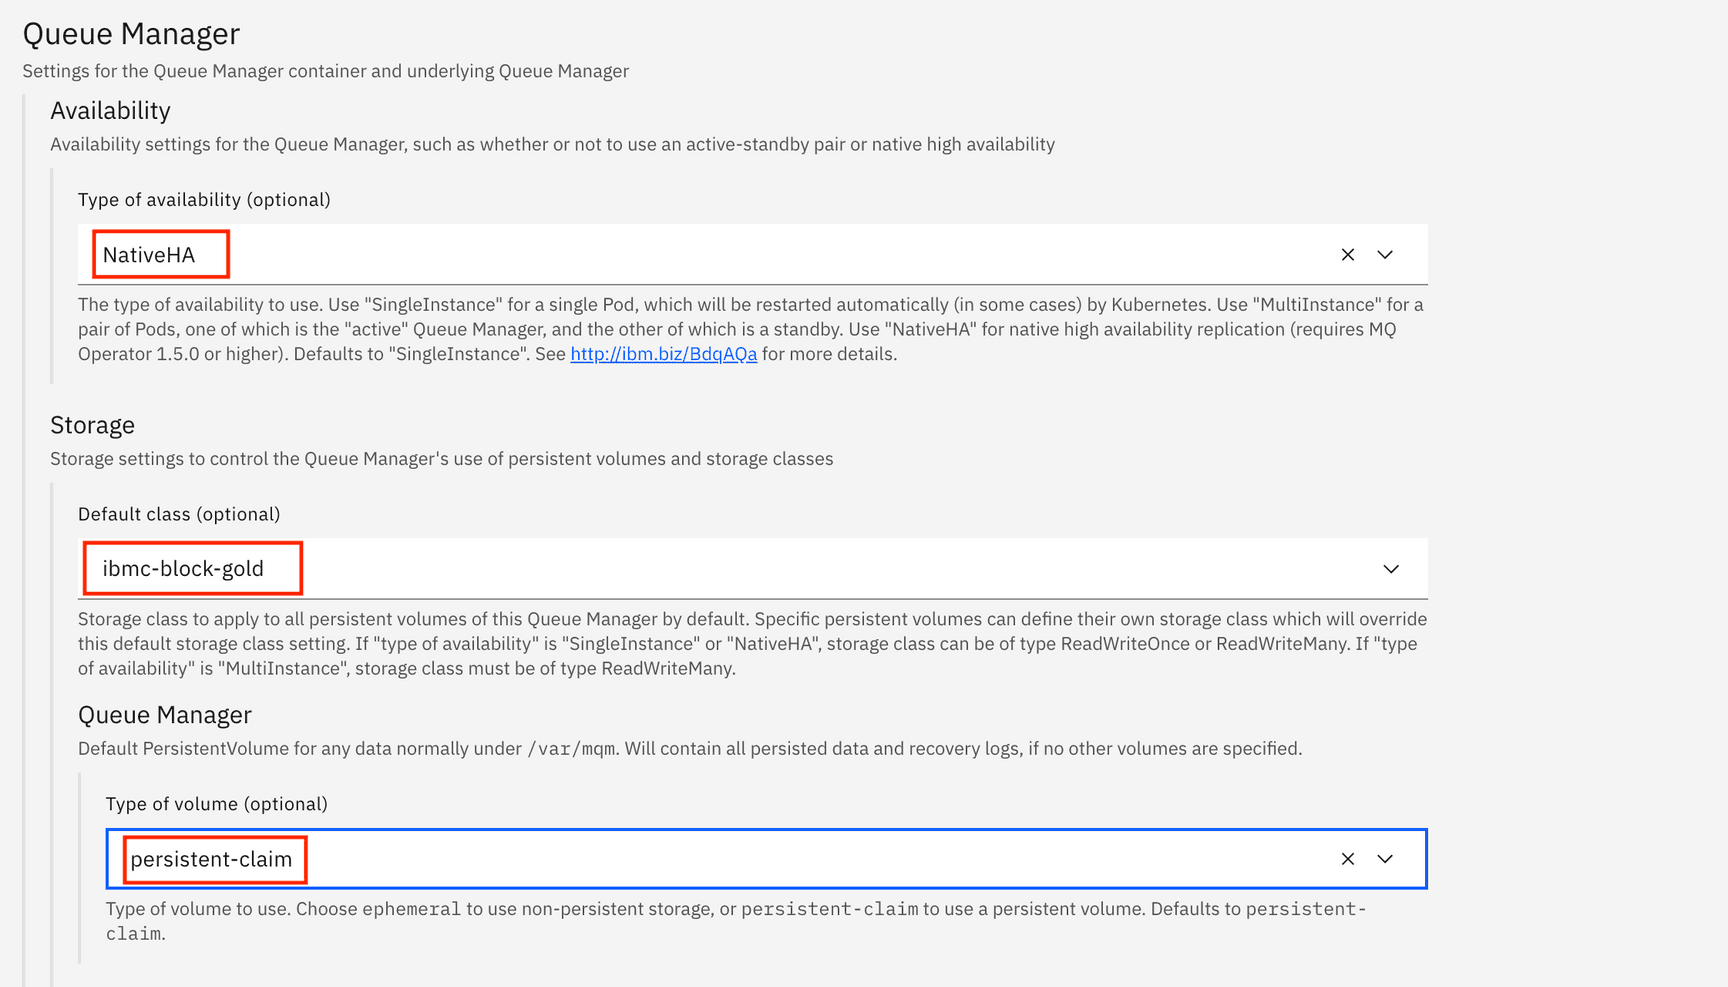 Queue Manager
Settings for the Queue Manager container and underlying Queue Manager
Availability
Availability settings for the Queue Manager, such as whether or not to use an active-standby pair or native high availability
Type of availability (optional)
NativeHA
The type of availability to use. Use "SingleInstance" for a single Pod, which will be restarted automatically (in some cases) by Kubernetes. Use "MultiInstance" for a
pair of Pods, one of which is the "active" Queue Manager, and the other of which is a standby. Use "NativeHA" for native high availability replication (requires MQ
Operator 1.5.0 or higher). Defaults to "SingleInstance". See http://ibm.biz/BdqAQa for more details.
Storage
Storage settings to control the Queue Manager's use of persistent volumes and storage classes
Default class (optional)
ibmc-block-gold
Storage class to apply to all persistent volumes of this Queue Manager by default. Specific persistent volumes can define their own storage class which will override
this default storage class setting. If "type of availability" is "SingleInstance" or "NativeHA", storage class can be of type ReadWriteOnce or ReadWriteMany. If "type
of availability" is "MultiInstance", storage class must be of type ReadWriteMany.
Queue Manager
Default PersistentVolume for any data normally under /var/mqm. Will contain all persisted data and recovery logs, if no other volumes are specified.
Type of volume (optional)
persistent-claim
Type of volume to use. Choose ephemeral to use non-persistent storage, or persistent-claim to use a persistent volume. Defaults to persistent-
claim.